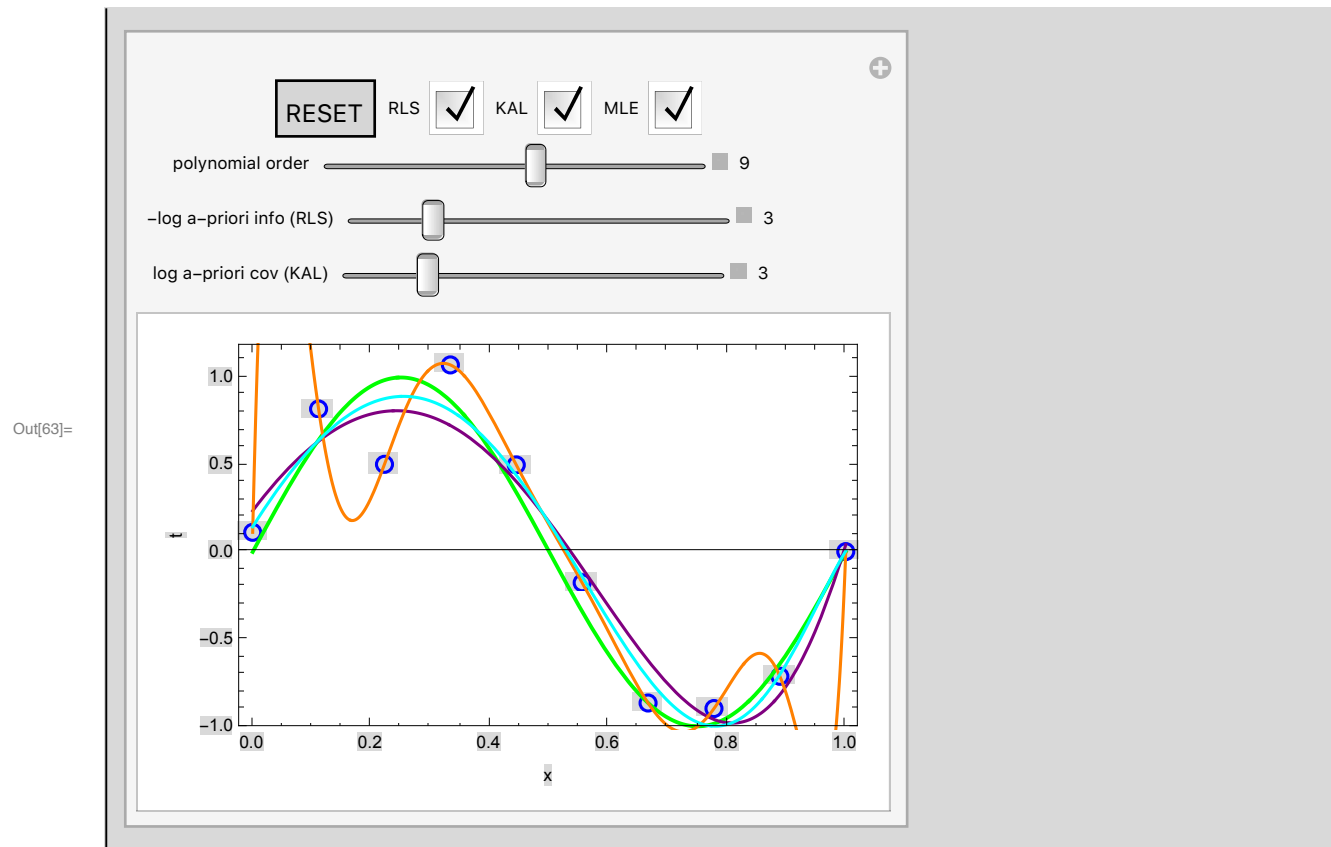 RESET RLS KAL MLE
polynomial order 9
−log a−priori info (RLS) 3
log a−priori cov (KAL) 3
Out[63]=
1.0
0.5
0.0
−0.5
−1.0
t
0.0 0.2 0.4 0.6 0.8 1.0
x